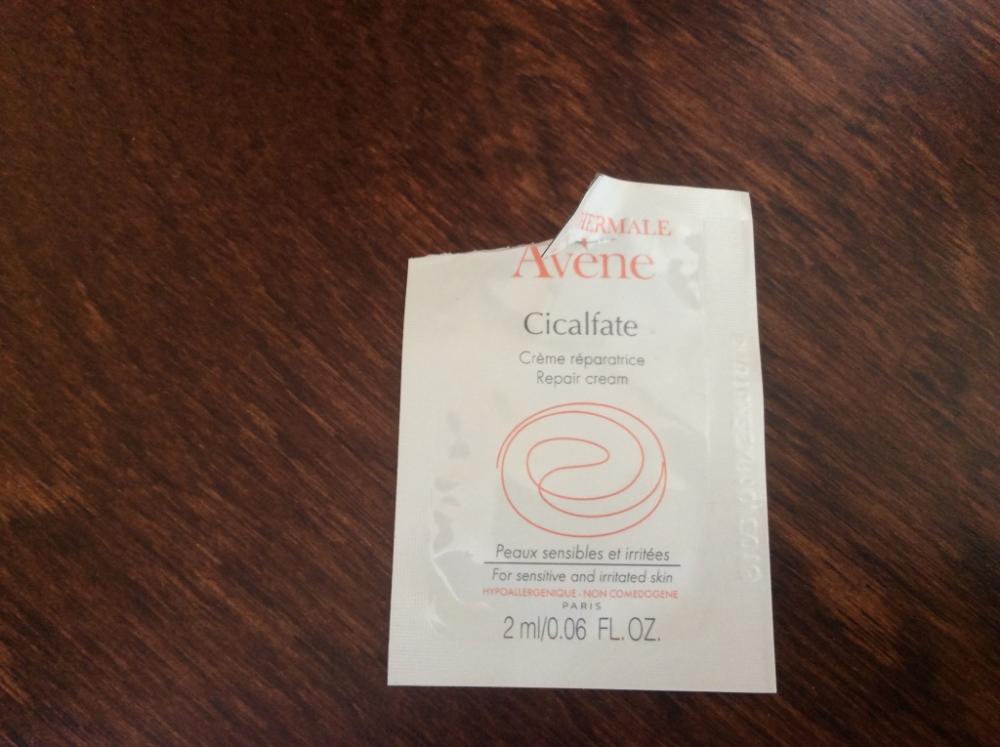 HERMALE
Avène
Cicalfate
Crème réparatrice
Repair cream
Peaux sensibles et irritées
For sensitive and irritated skin
HYPOALLERGENIQUE - NON COMEDOGENE
PARIS
2 ml/0.06 FL. OZ.